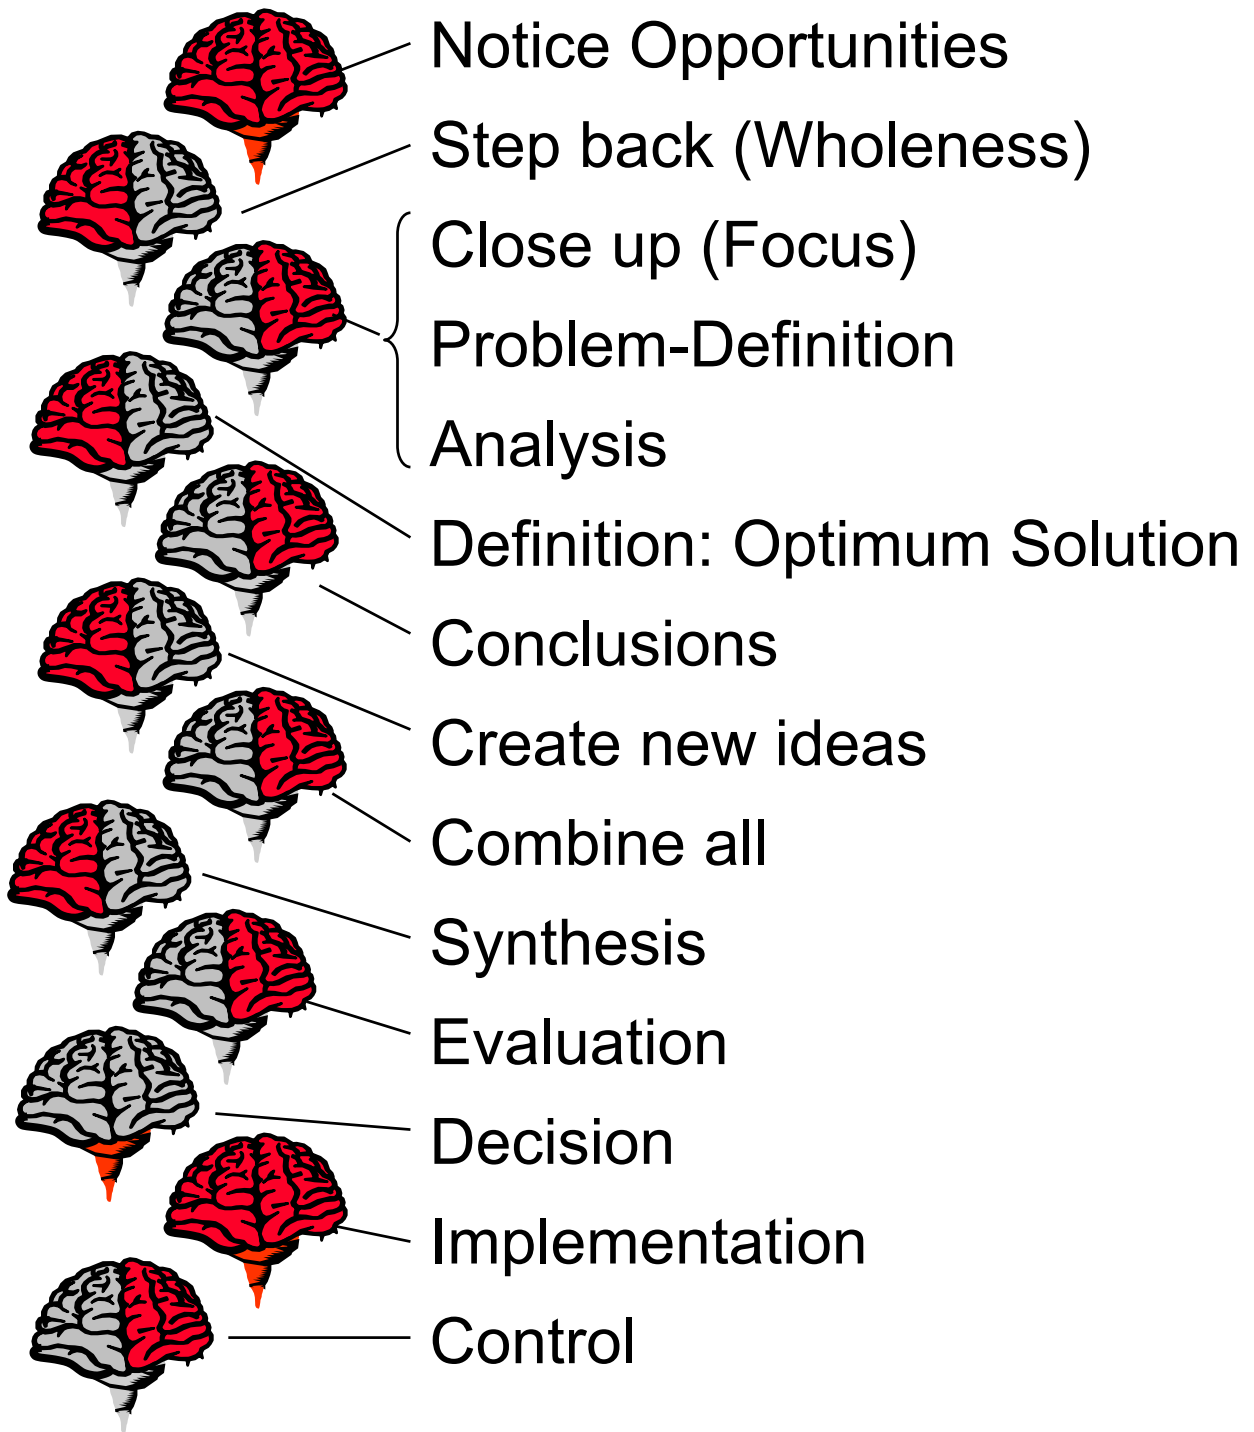 Notice Opportunities
Step back (Wholeness)
Close up (Focus)
Problem-Definition
Analysis
Definition: Optimum Solution
Conclusions
Create new ideas
Combine all
Synthesis
Evaluation
Decision
Implementation
Control